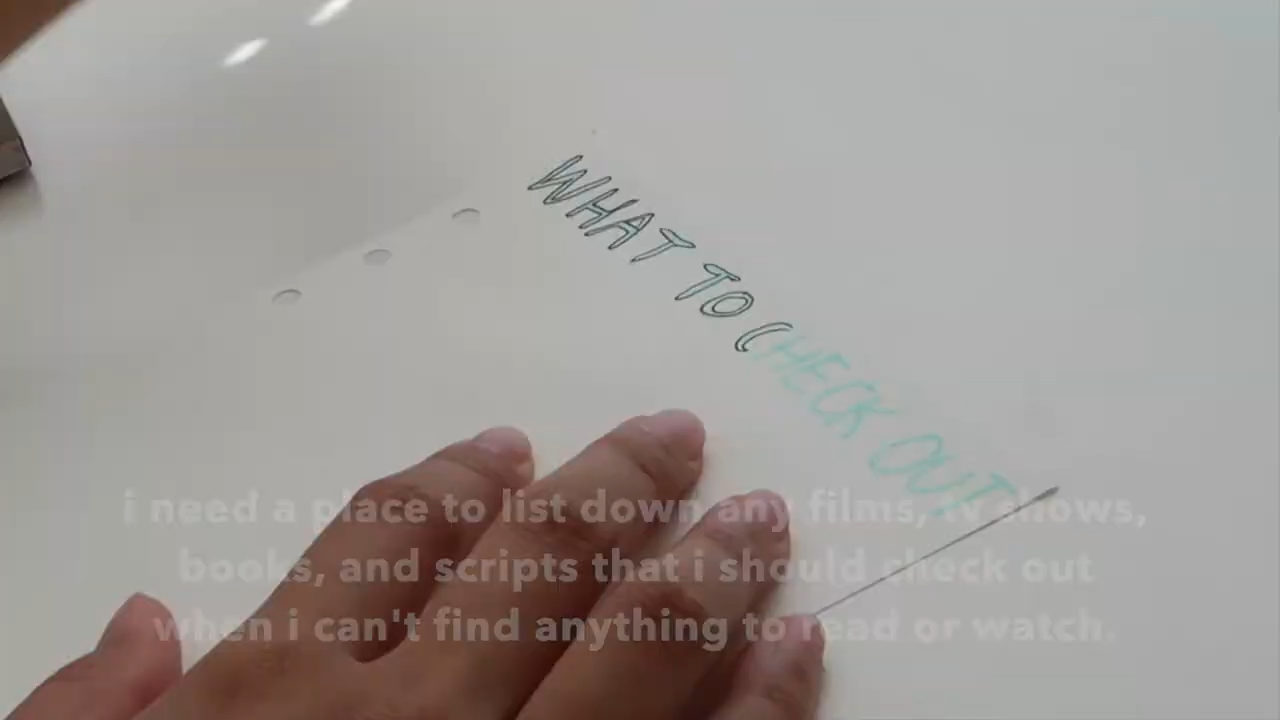 WHAT TO CHECK OUT
i need a place to list down any films, tv shows,
books, and scripts that i should check out
when i can't find anything to read or watch.